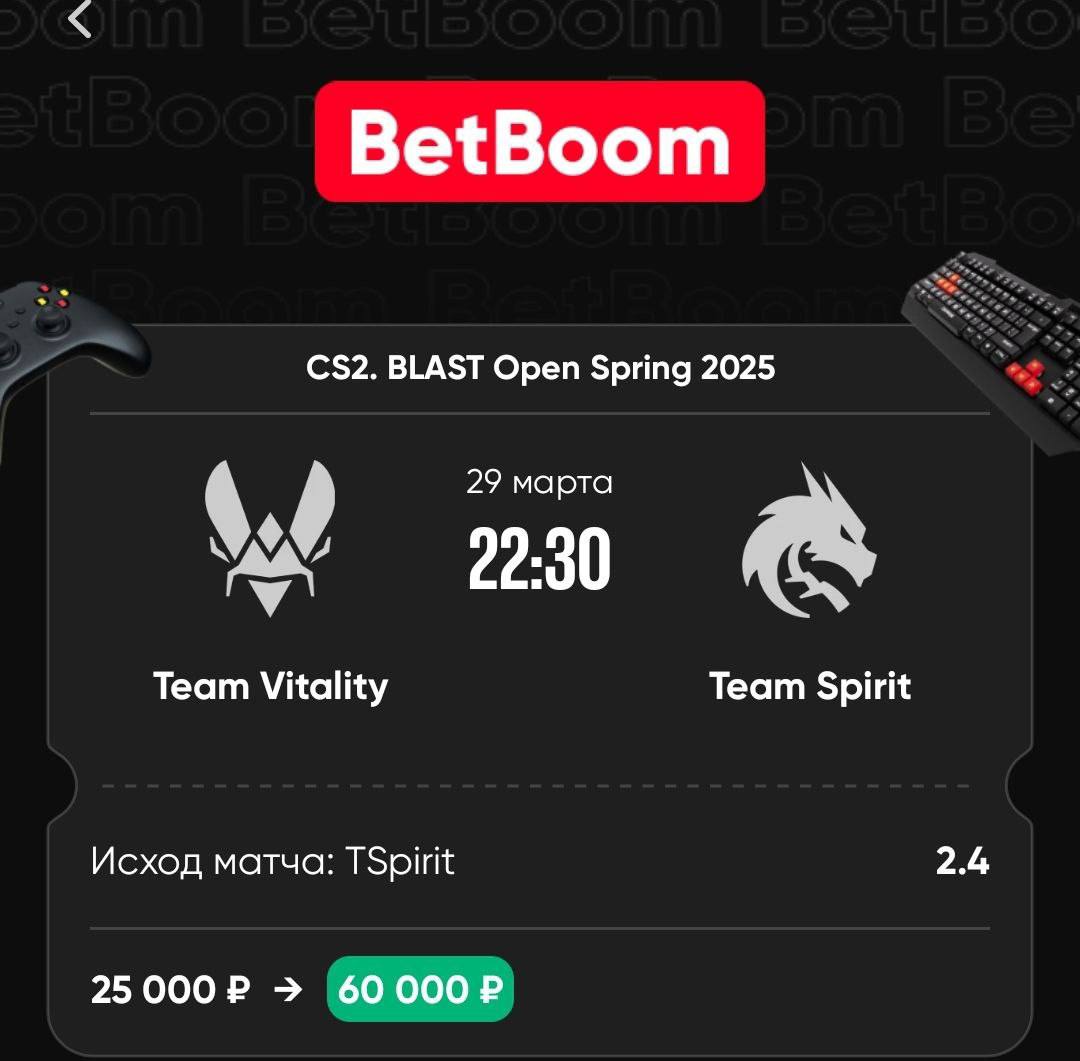 BetBoom
CS2. BLAST Open Spring 2025
29 марта
22:30
Team Vitality
Team Spirit
Исход матча: TSpirit
2.4
25 000 ₽ → 60 000 ₽